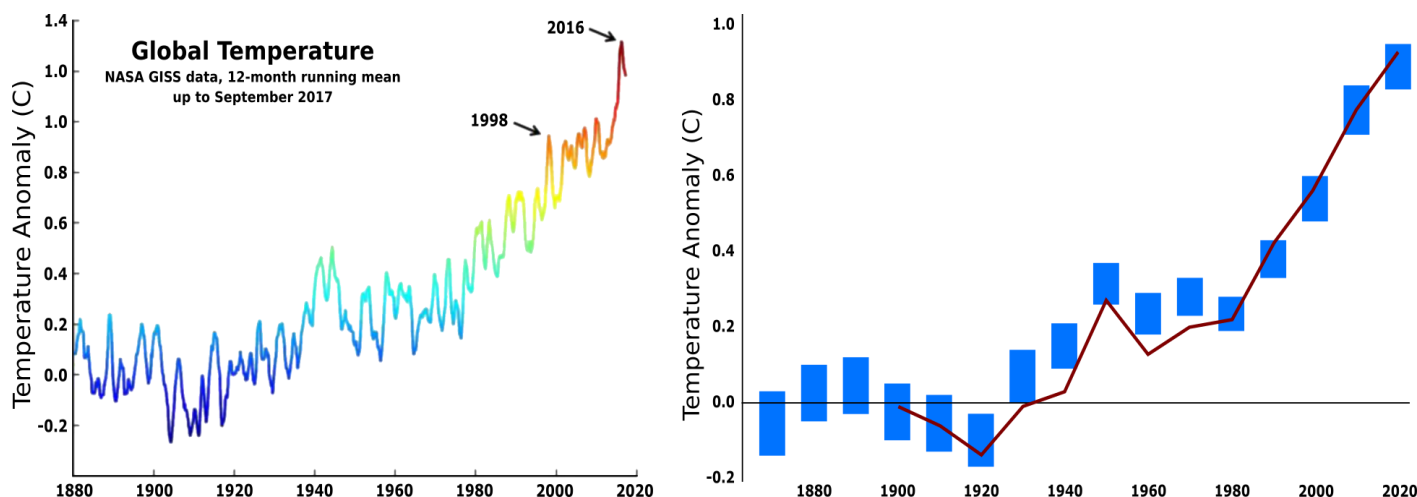 Temperature Anomaly (C)
1.4
1.0
1.0
0.8
0.6
0.4
0.2
0.0
-0.2
Global Temperature
NASA GISS data, 12-month running mean
up to September 2017
2016
1998
1880 1900 1920 1940 1960 1980 2000 2020
Temperature Anomaly (C)
1.0
0.8
0.6
0.4
0.2
0.0
-0.2
1880 1900 1920 1940 1960 1980 2000 2020